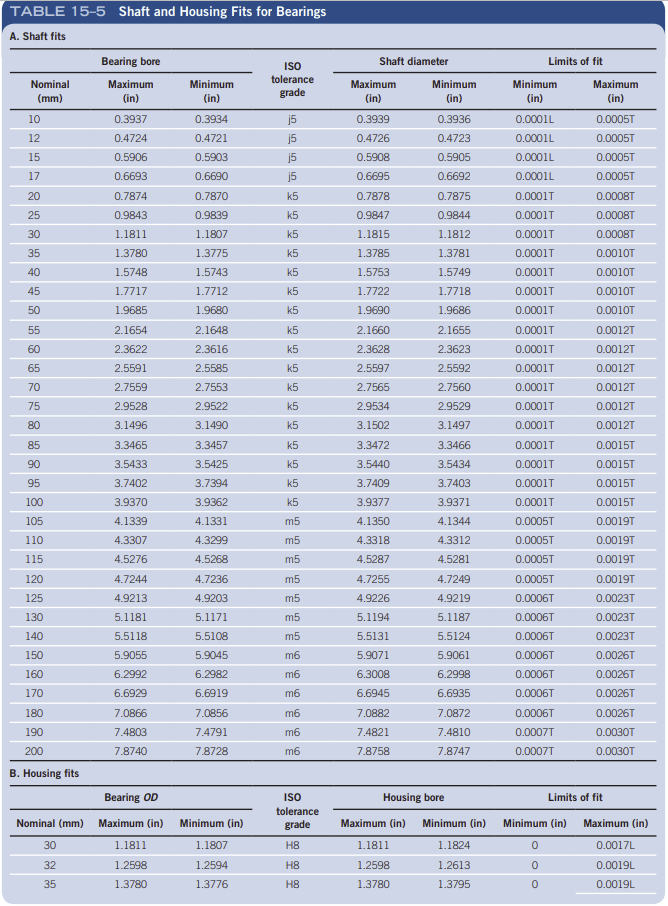 TABLE 15–5 Shaft and Housing Fits for Bearings
A. Shaft fits
Bearing bore ISO tolerance grade Shaft diameter Limits of fit
Nominal (mm) Maximum (in) Minimum (in) Maximum (in) Minimum (in) Minimum (in) Maximum (in)
10 0.3937 0.3934 j5 0.3939 0.3936 0.0001L 0.0005T
12 0.4724 0.4721 j5 0.4726 0.4723 0.0001L 0.0005T
15 0.5906 0.5903 j5 0.5908 0.5905 0.0001L 0.0005T
17 0.6693 0.6690 j5 0.6695 0.6692 0.0001L 0.0005T
20 0.7874 0.7870 k5 0.7878 0.7875 0.0001T 0.0008T
25 0.9843 0.9839 k5 0.9847 0.9844 0.0001T 0.0008T
30 1.1811 1.1807 k5 1.1815 1.1812 0.0001T 0.0008T
35 1.3780 1.3775 k5 1.3785 1.3781 0.0001T 0.0010T
40 1.5748 1.5743 k5 1.5753 1.5749 0.0001T 0.0010T
45 1.7717 1.7712 k5 1.7722 1.7718 0.0001T 0.0010T
50 1.9685 1.9680 k5 1.9690 1.9686 0.0001T 0.0010T
55 2.1654 2.1648 k5 2.1660 2.1655 0.0001T 0.0012T
60 2.3622 2.3616 k5 2.3628 2.3623 0.0001T 0.0012T
65 2.5591 2.5585 k5 2.5597 2.5592 0.0001T 0.0012T
70 2.7559 2.7553 k5 2.7565 2.7560 0.0001T 0.0012T
75 2.9528 2.9522 k5 2.9534 2.9529 0.0001T 0.0012T
80 3.1496 3.1490 k5 3.1502 3.1497 0.0001T 0.0012T
85 3.3465 3.3457 k5 3.3472 3.3466 0.0001T 0.0015T
90 3.5433 3.5425 k5 3.5440 3.5434 0.0001T 0.0015T
95 3.7402 3.7394 k5 3.7409 3.7403 0.0001T 0.0015T
100 3.9370 3.9362 k5 3.9377 3.9371 0.0001T 0.0015T
105 4.1339 4.1331 m5 4.1350 4.1344 0.0005T 0.0019T
110 4.3307 4.3299 m5 4.3318 4.3312 0.0005T 0.0019T
115 4.5276 4.5268 m5 4.5287 4.5281 0.0005T 0.0019T
120 4.7244 4.7236 m5 4.7255 4.7249 0.0005T 0.0019T
125 4.9213 4.9203 m5 4.9226 4.9219 0.0006T 0.0023T
130 5.1181 5.1171 m5 5.1194 5.1187 0.0006T 0.0023T
140 5.5118 5.5108 m5 5.5131 5.5124 0.0006T 0.0023T
150 5.9055 5.9045 m6 5.9071 5.9061 0.0006T 0.0026T
160 6.2992 6.2982 m6 6.3008 6.2998 0.0006T 0.0026T
170 6.6929 6.6919 m6 6.6945 6.6935 0.0006T 0.0026T
180 7.0866 7.0856 m6 7.0882 7.0872 0.0006T 0.0026T
190 7.4803 7.4791 m6 7.4821 7.4810 0.0007T 0.0030T
200 7.8740 7.8728 m6 7.8758 7.8747 0.0007T 0.0030T
B. Housing fits
Bearing OD ISO tolerance grade Housing bore Limits of fit
Nominal (mm) Maximum (in) Minimum (in) Maximum (in) Minimum (in) Minimum (in) Maximum (in)
30 1.1811 1.1807 H8 1.1811 1.1824 0 0.0017L
32 1.2598 1.2594 H8 1.2598 1.2613 0 0.0019L
35 1.3780 1.3776 H8 1.3780 1.3795 0 0.0019L